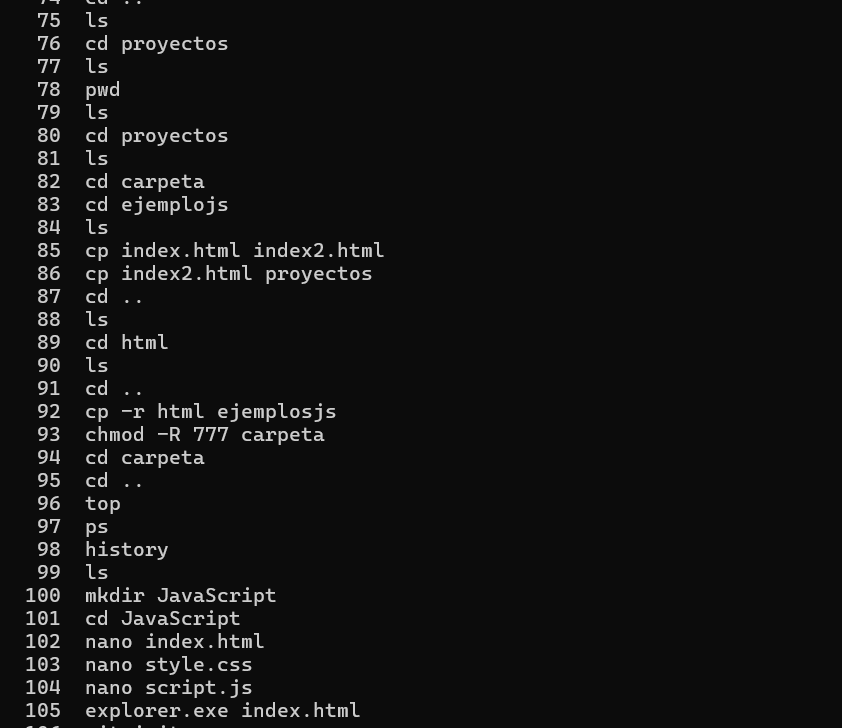 74  cd ..
75  ls
76  cd proyectos
77  ls
78  pwd
79  ls
80  cd proyectos
81  ls
82  cd carpeta
83  cd ejemplojs
84  ls
85  cp index.html index2.html
86  cp index2.html proyectos
87  cd ..
88  ls
89  cd html
90  ls
91  cd ..
92  cp -r html ejemplosjs
93  chmod -R 777 carpeta
94  cd carpeta
95  cd ..
96  top
97  ps
98  history
99  ls
100  mkdir JavaScript
101  cd JavaScript
102  nano index.html
103  nano style.css
104  nano script.js
105  explorer.exe index.html